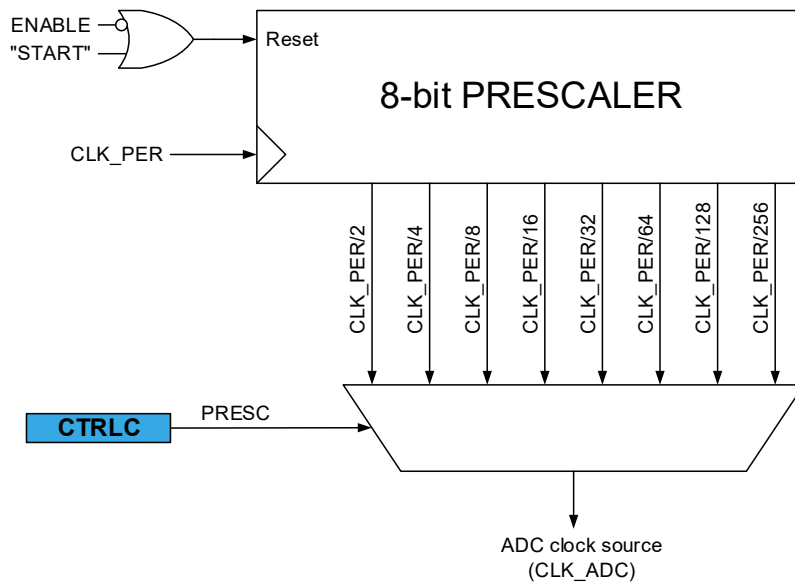 ENABLE
"START"
Reset
8-bit PRESCALER
CLK_PER
CLK_PER/2
CLK_PER/4
CLK_PER/8
CLK_PER/16
CLK_PER/32
CLK_PER/64
CLK_PER/128
CLK_PER/256
CTRLC
PRESC
ADC clock source
(CLK_ADC)